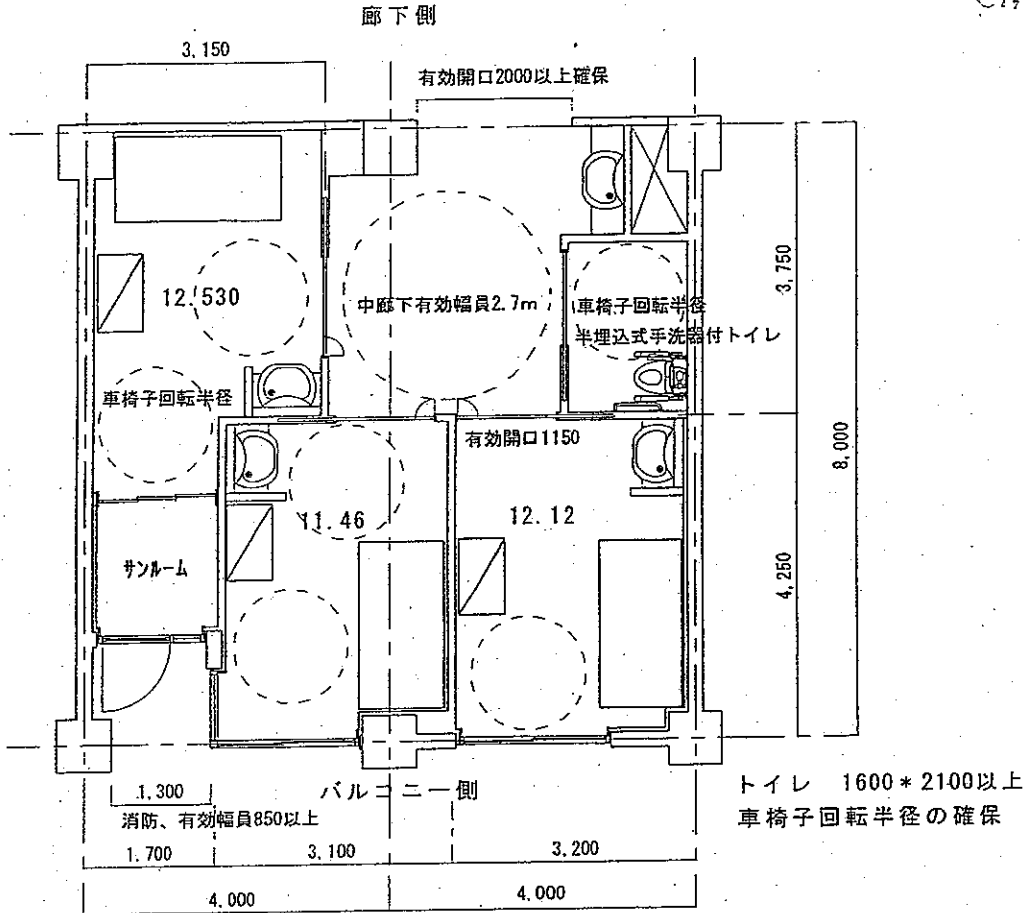 廊下側
3,150
有効開口2000以上確保
12.530
中廊下有効幅員2.7m
車椅子回転半径
半埋込式手洗器付トイレ
3,750
車椅子回転半径
有効開口1150
8,000
11.46
12.12
サンルーム
4,250
1,300
バルコニー側
消防、有効幅員850以上
トイレ 1600*2100以上
車椅子回転半径の確保
1.700
3,100
3,200
4,000
4,000